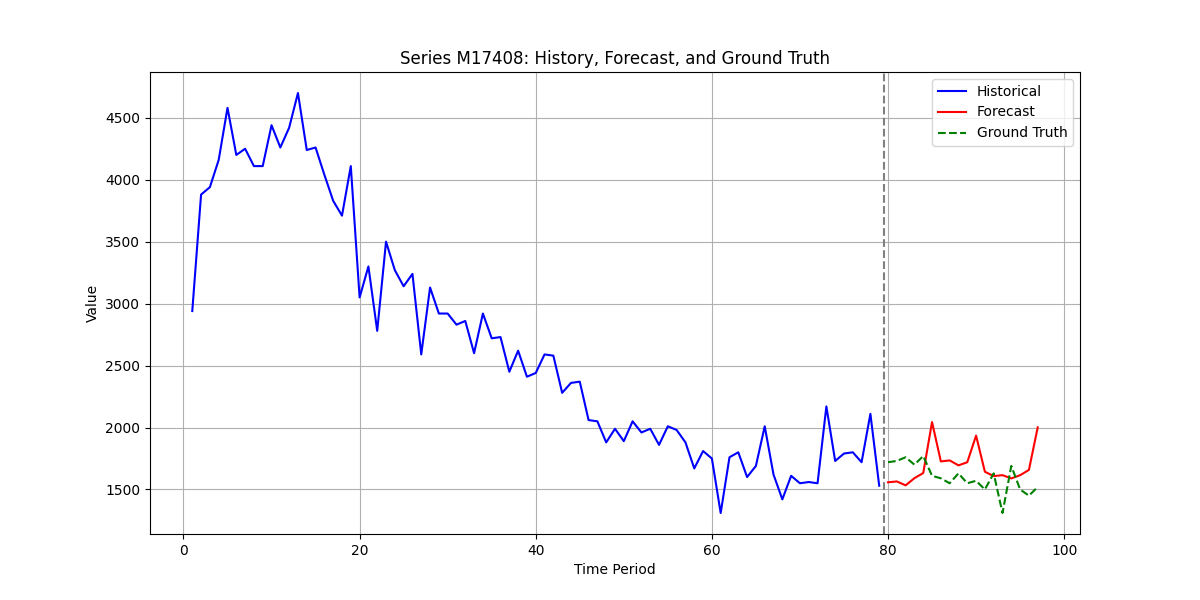 Series M17408: History, Forecast, and Ground Truth
Historical
Forecast
Ground Truth
Value
4500
4000
3500
3000
2500
2000
1500
0 20 40 60 80 100
Time Period